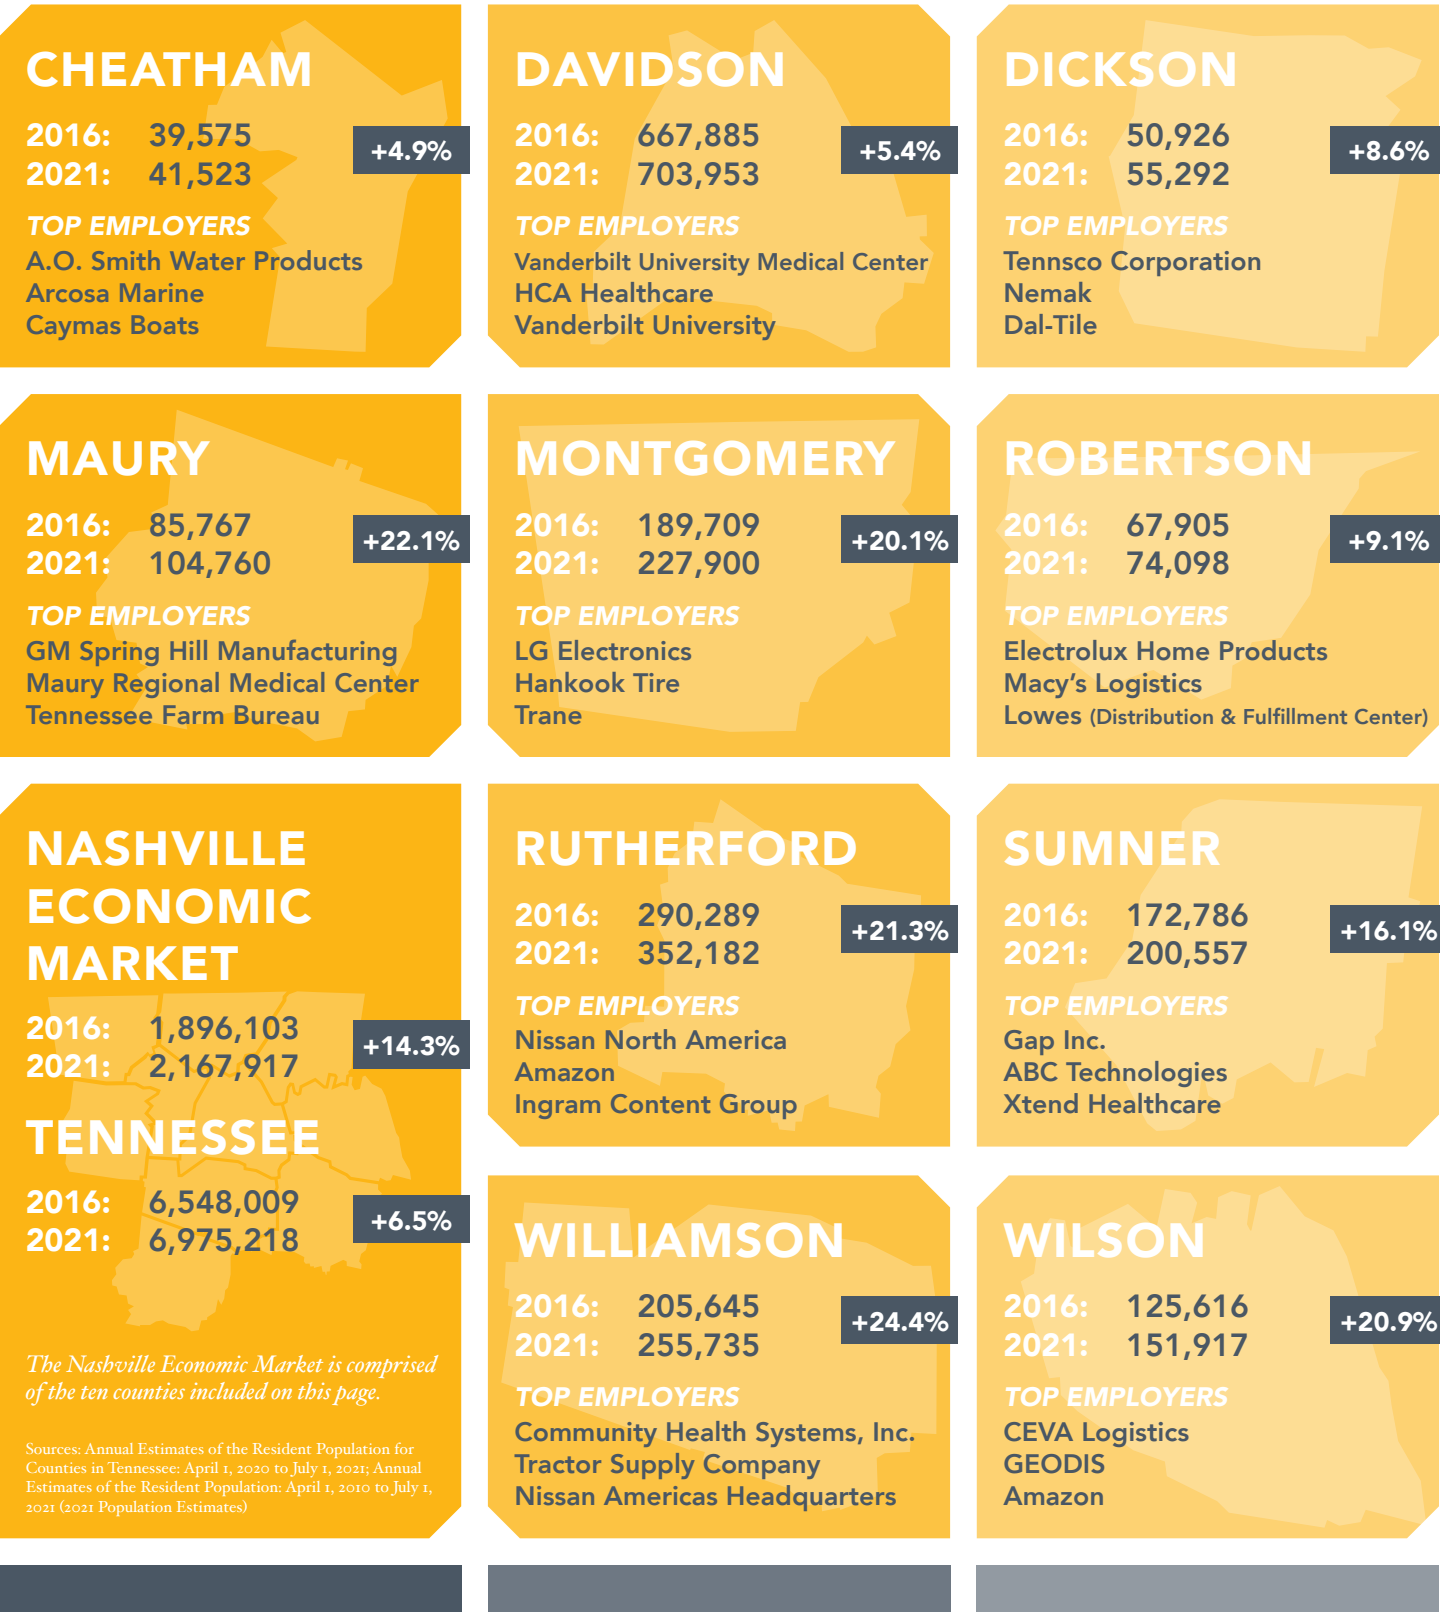 CHEATHAM
2016: 39,575
2021: 41,523
+4.9%
TOP EMPLOYERS
A.O. Smith Water Products
Arcosa Marine
Caymas Boats
DAVIDSON
2016: 667,885
2021: 703,953
+5.4%
TOP EMPLOYERS
Vanderbilt University Medical Center
HCA Healthcare
Vanderbilt University
DICKSON
2016: 50,926
2021: 55,292
+8.6%
TOP EMPLOYERS
Tennsco Corporation
Nemak
Dal-Tile
MAURY
2016: 85,767
2021: 104,760
+22.1%
TOP EMPLOYERS
GM Spring Hill Manufacturing
Maury Regional Medical Center
Tennessee Farm Bureau
MONTGOMERY
2016: 189,709
2021: 227,900
+20.1%
TOP EMPLOYERS
LG Electronics
Hankook Tire
Trane
ROBERTSON
2016: 67,905
2021: 74,098
+9.1%
TOP EMPLOYERS
Electrolux Home Products
Macy’s Logistics
Lowes (Distribution & Fulfillment Center)
NASHVILLE
ECONOMIC
MARKET
2016: 1,896,103
2021: 2,167,917
+14.3%
TENNESSEE
2016: 6,548,009
2021: 6,975,218
+6.5%
The Nashville Economic Market is comprised
of the ten counties included on this page.
Sources: Annual Estimates of the Resident Population for
Counties in Tennessee: April 1, 2020 to July 1, 2021; Annual
Estimates of the Resident Population: April 1, 2010 to July 1,
2021 (2021 Population Estimates)
RUTHERFORD
2016: 290,289
2021: 352,182
+21.3%
TOP EMPLOYERS
Nissan North America
Amazon
Ingram Content Group
SUMNER
2016: 172,786
2021: 200,557
+16.1%
TOP EMPLOYERS
Gap Inc.
ABC Technologies
Xtend Healthcare
WILLIAMSON
2016: 205,645
2021: 255,735
+24.4%
TOP EMPLOYERS
Community Health Systems, Inc.
Tractor Supply Company
Nissan Americas Headquarters
WILSON
2016: 125,616
2021: 151,917
+20.9%
TOP EMPLOYERS
CEVA Logistics
GEODIS
Amazon